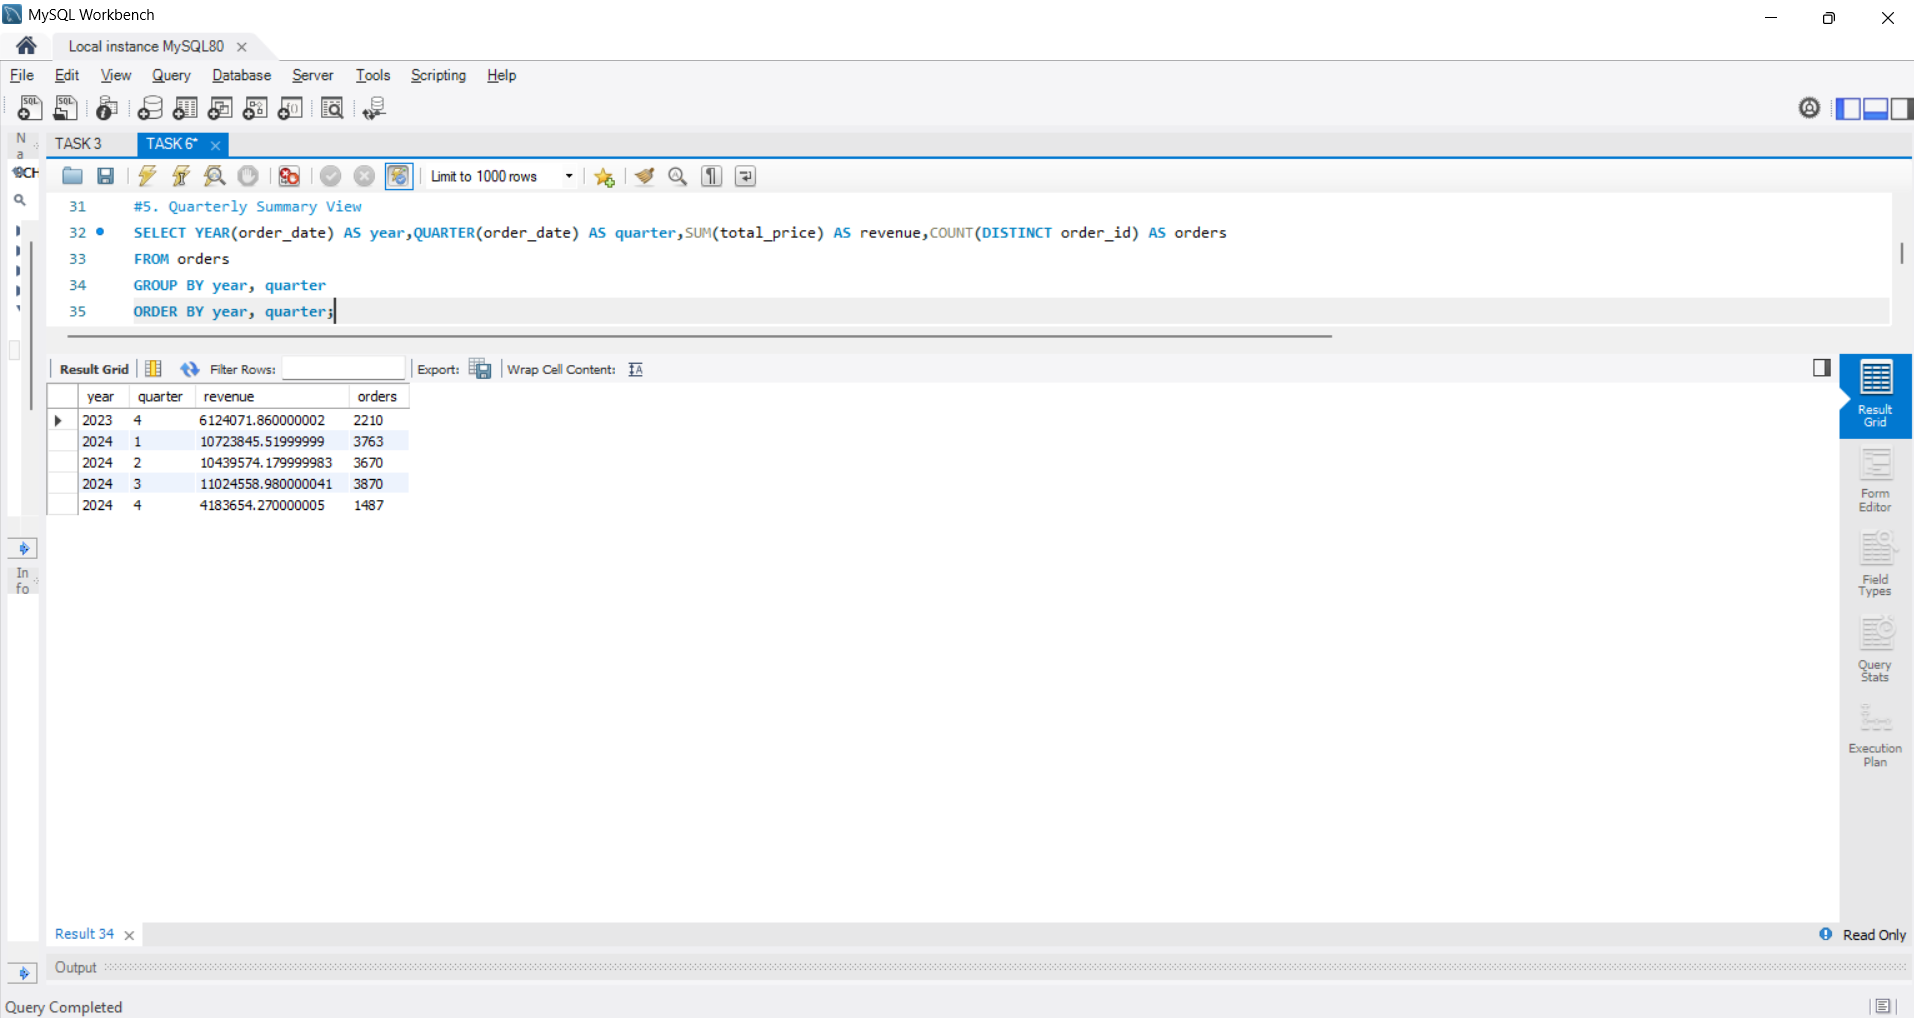 MySQL Workbench
Local instance MySQL80
File Edit View Query Database Server Tools Scripting Help
N
a
TASK 3 TASK 6*
SCH
Limit to 1000 rows
31 #5. Quarterly Summary View
32 SELECT YEAR(order_date) AS year,QUARTER(order_date) AS quarter,SUM(total_price) AS revenue,COUNT(DISTINCT order_id) AS orders
33 FROM orders
34 GROUP BY year, quarter
35 ORDER BY year, quarter;
Result Grid Filter Rows: Export: Wrap Cell Content:
year quarter revenue orders
2023 4 6124071.860000002 2210
2024 1 10723845.51999999 3763
2024 2 10439574.179999983 3670
2024 3 11024558.980000041 3870
2024 4 4183654.270000005 1487
Result
Grid
Form
Editor
Field
Types
Query
Stats
Execution
Plan
In
fo
Result 34
Read Only
Output
Query Completed